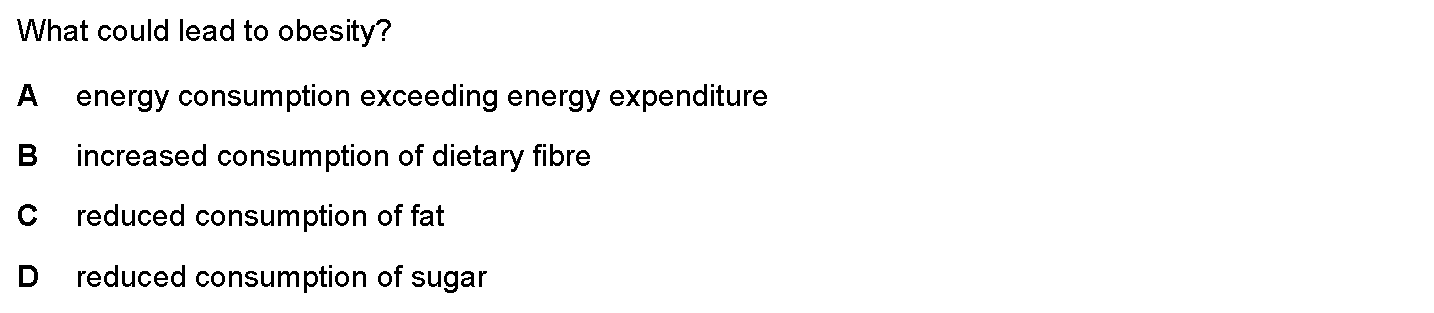 What could lead to obesity?
A energy consumption exceeding energy expenditure
B increased consumption of dietary fibre
C reduced consumption of fat
D reduced consumption of sugar